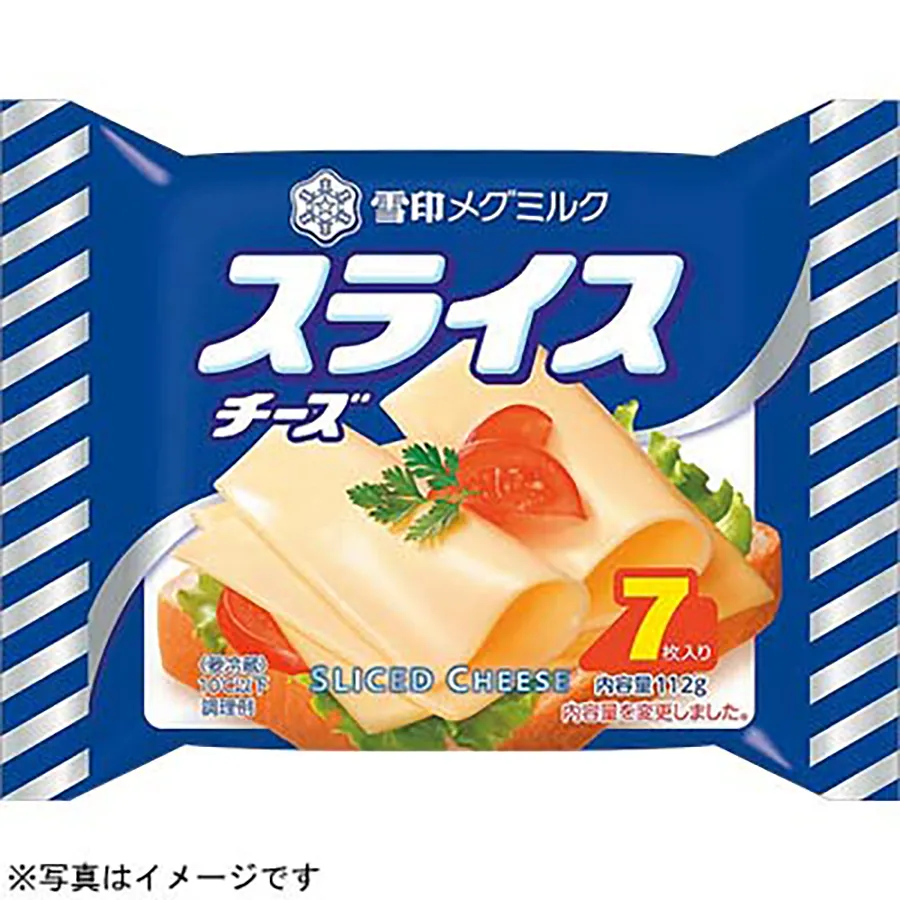 雪印メグミルク
スライス
チーズ
7
枚入り
(要冷蔵)
10℃以下
調理例
SLICED CHEESE
内容量112g
内容量を変更しました。
※写真はイメージです